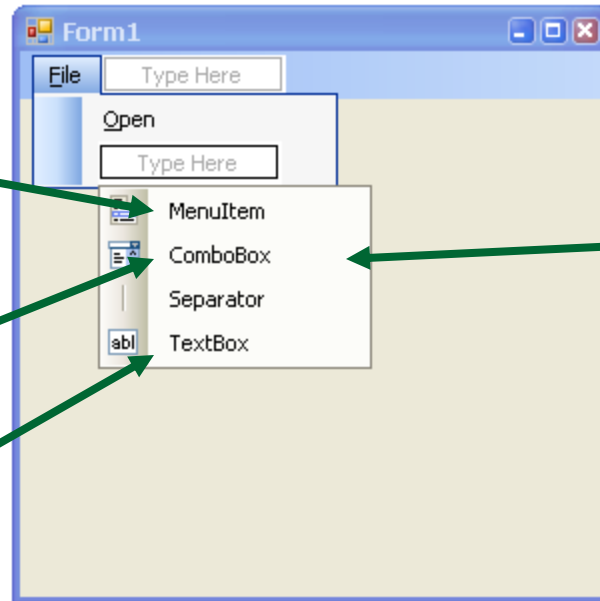 Form1
File Type Here
Open
Type Here
MenuItem
ComboBox
Separator
abl TextBox